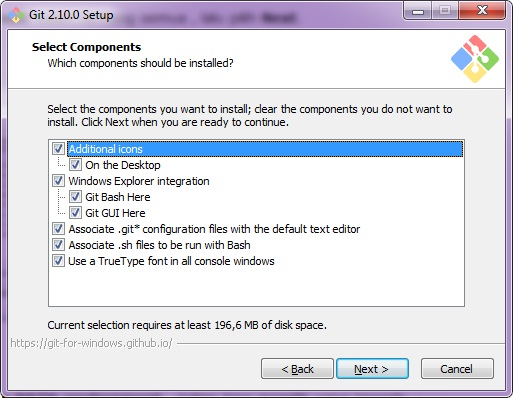 Git 2.10.0 Setup
Select Components
Which components should be installed?
Select the components you want to install; clear the components you do not want to
install. Click Next when you are ready to continue.
Additional icons
On the Desktop
Windows Explorer integration
Git Bash Here
Git GUI Here
Associate .git* configuration files with the default text editor
Associate .sh files to be run with Bash
Use a TrueType font in all console windows
Current selection requires at least 196,6 MB of disk space.
https://git-for-windows.github.io/
< Back
Next >
Cancel